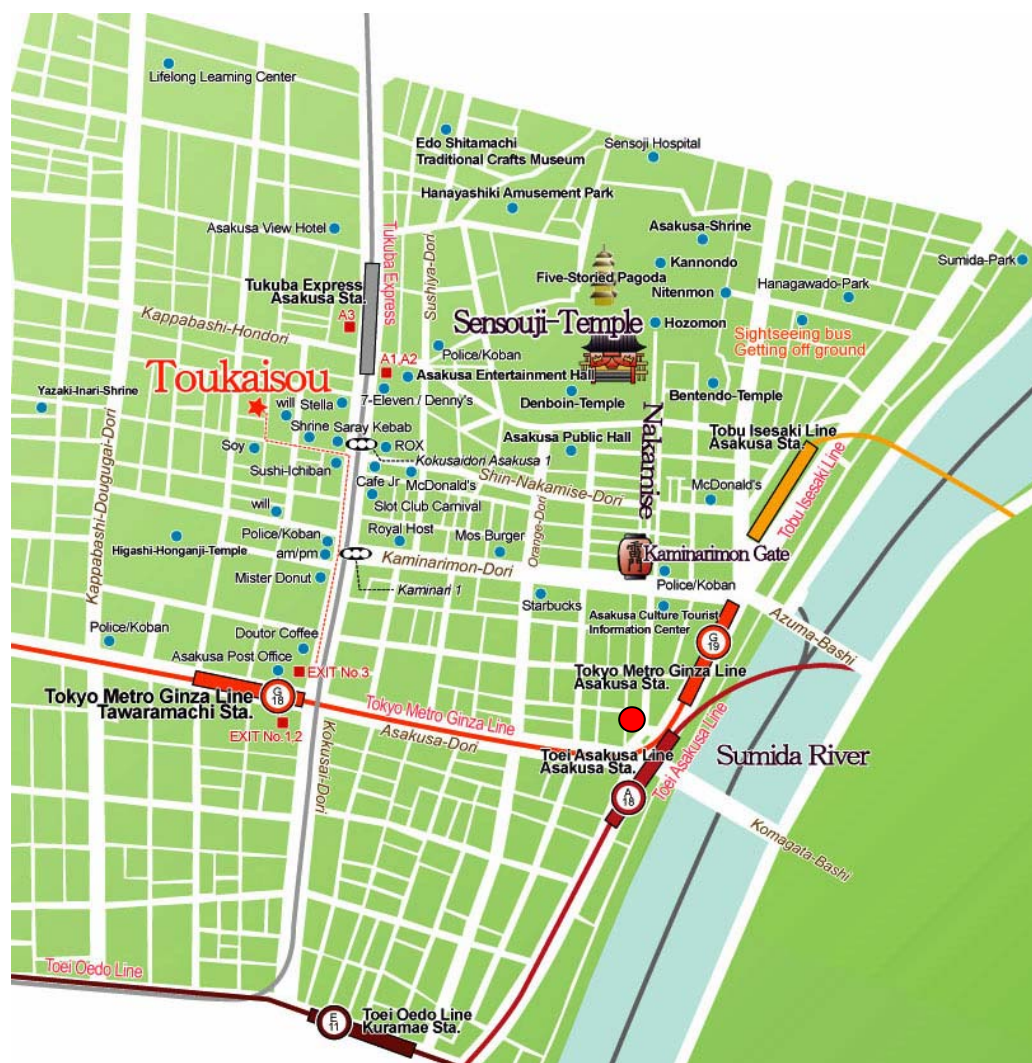 Lifelong Learning Center
Edo Shitamachi
Traditional Crafts Museum
Sensoji Hospital
Hanayashiki Amusement Park
Asakusa View Hotel
Tukuba Express
Sushiya-Dori
Asakusa-Shrine
Kannondo
Sumida-Park
Tukuba Express
Asakusa Sta.
Five-Storied Pagoda
Nitenmon
Hanagawado-Park
A3
Kappabashi-Hondori
Sensouji-Temple
Hozomon
Sightseeing bus
Getting off ground
Police/Koban
A1,A2
Toukaisou
Asakusa Entertainment Hall
Yazaki-Inari-Shrine
7-Eleven / Denny's
Denboin-Temple
Bentendo-Temple
will
Stella
Nakamise
Tobu Isesaki Line
Asakusa Sta.
Shrine
Saray Kebab
Asakusa Public Hall
Soy
ROX
Kokusaidon Asakusa 1
Tobu Isesaki Line
Sushi-Ichiban
Cafe Jr
McDonald's
Shin-Nakamise-Dori
McDonald's
Kappabashi-Dougugai-Dori
will
Slot Club Carnival
Orange-Dori
Police/Koban
Royal Host
Mos Burger
Higashi-Honganji-Temple
am/pm
Kaminarimon-Dori
Kaminarimon Gate
Mister Donut
Kaminari 1
Police/Koban
Starbucks
Asakusa Culture Tourist
Information Center
Azuma-Bashi
Police/Koban
Doutor Coffee
G
19
Asakusa Post Office
EXIT No.3
Tokyo Metro Ginza Line
Asakusa Sta.
Tokyo Metro Ginza Line
Tawaramachi Sta.
G
18
Tokyo Metro Ginza Line
EXIT No.1,2
Asakusa-Dori
Kokusai-Dori
Toei Asakusa Line
Asakusa Sta.
Toei Asakusa Line
Sumida River
A
18
Komagata-Bashi
Toei Oedo Line
E
11
Toei Oedo Line
Kuramae Sta.